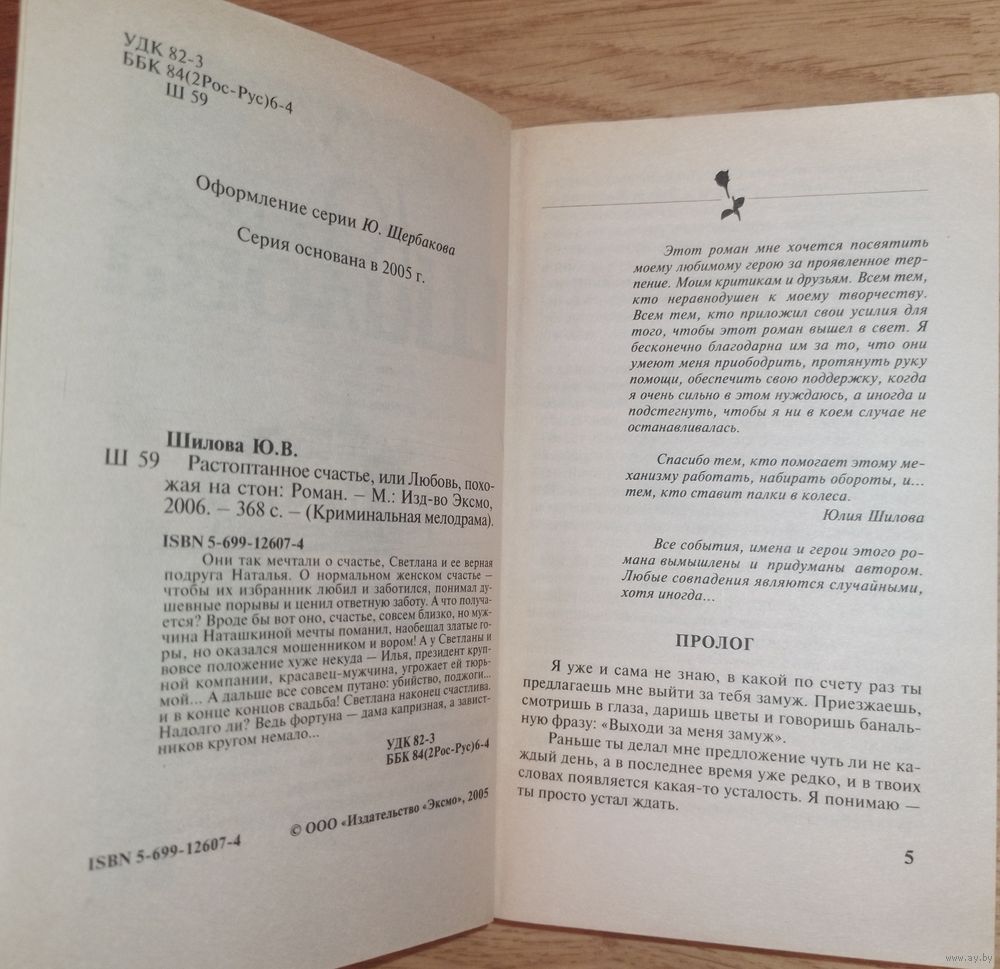 УДК 82-3
ББК 84(2Рос-Рус)6-4
Ш 59
Оформление серии Ю. Щербакова
Серия основана в 2005 г.
Шилова Ю.В.
Ш 59 Растоптанное счастье, или Любовь, похо-
жая на стон: Роман. – М.: Изд-во Эксмо,
2006. – 368 с. – (Криминальная мелодрама).
ISBN 5-699-12607-4
Они так мечтали о счастье, Светлана и ее верная
подруга Наталья. О нормальном женском счастье –
чтобы их избранник любил и заботился, понимал ду-
шевные порывы и ценил ответную заботу. А что получа-
ется? Вроде бы вот оно, счастье, совсем близко, но муж-
чина Наташкиной мечты поманил, наобещал златые го-
ры, но оказался мошенником и вором! А у Светланы и
вовсе положение хуже некуда – Илья, президент круп-
ной компании, красавец-мужчина, угрожает ей тюрь-
мой... А дальше все совсем путано: убийство, поджоги...
и в конце концов свадьба! Светлана наконец счастлива.
Надолго ли? Ведь фортуна – дама капризная, а завист-
ников кругом немало...
УДК 82-3
ББК 84(2Рос-Рус)6-4
© ООО «Издательство «Эксмо», 2005
ISBN 5-699-12607-4
Этот роман мне хочется посвятить
моему любимому герою за проявленное тер-
пение. Моим критикам и друзьям. Всем тем,
кто неравнодушен к моему творчеству.
Всем тем, кто приложил свои усилия для
того, чтобы этот роман вышел в свет. Я
бесконечно благодарна им за то, что они
умеют меня приободрить, протянуть руку
помощи, обеспечить свою поддержку, когда
я очень сильно в этом нуждаюсь, а иногда и
подстегнуть, чтобы я ни в коем случае не
останавливалась.
Спасибо тем, кто помогает этому ме-
ханизму работать, набирать обороты, и...
тем, кто ставит палки в колеса.
Юлия Шилова
Все события, имена и герои этого ро-
мана вымышлены и придуманы автором.
Любые совпадения являются случайными,
хотя иногда...
ПРОЛОГ
Я уже и сама не знаю, в какой по счету раз ты
предлагаешь мне выйти за тебя замуж. Приезжаешь,
смотришь в глаза, даришь цветы и говоришь баналь-
ную фразу: «Выходи за меня замуж».
Раньше ты делал мне предложение чуть ли не ка-
ждый день, а в последнее время уже редко, и в твоих
словах появляется какая-то усталость. Я понимаю —
ты просто устал ждать.
5
www.ay.by